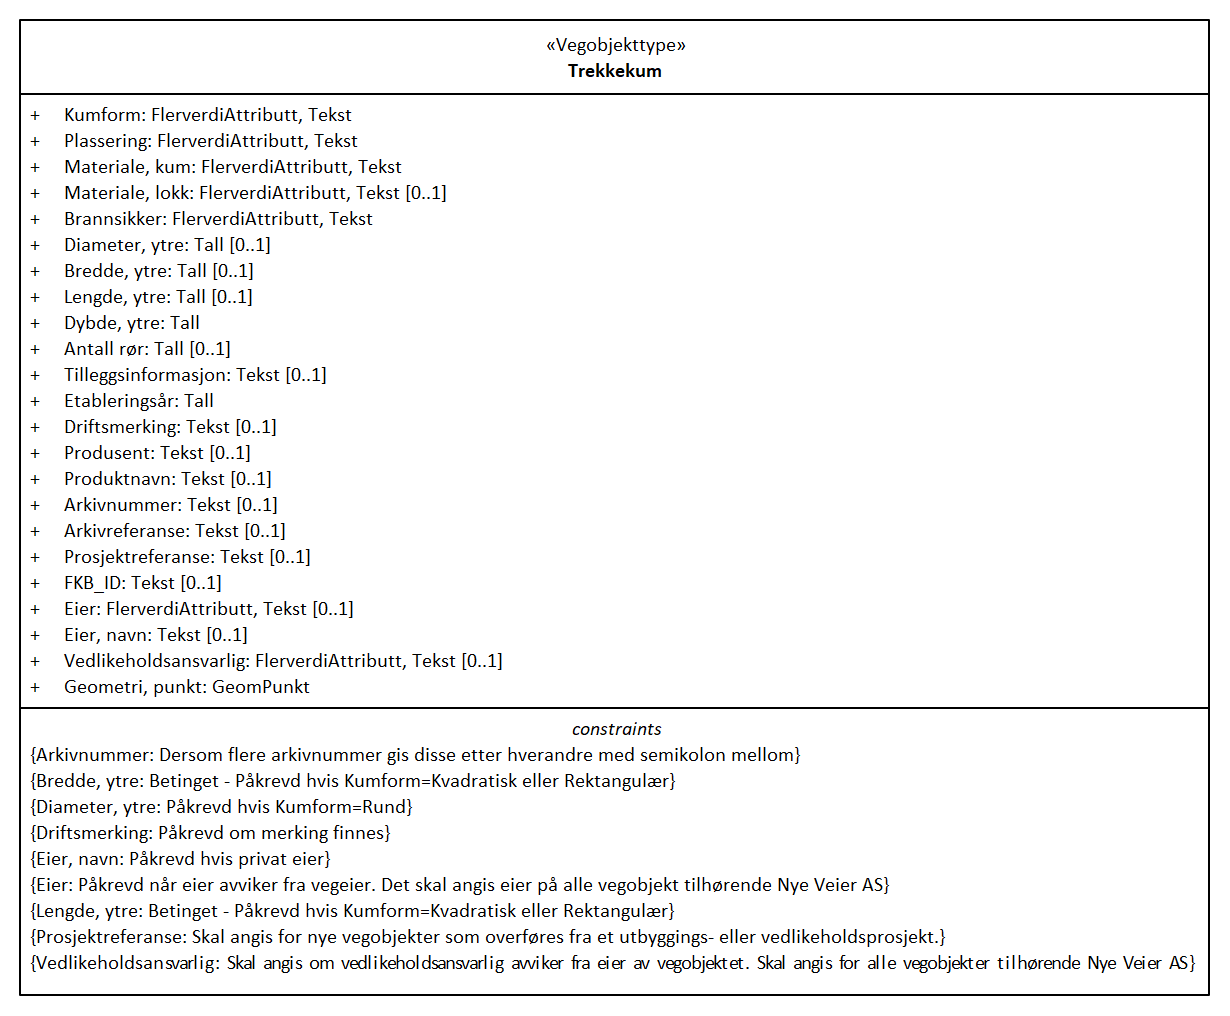 «Vegobjekttype»
Trekkekum
+ Kumform: FlerverdiAttributt, Tekst
+ Plassering: FlerverdiAttributt, Tekst
+ Materiale, kum: FlerverdiAttributt, Tekst
+ Materiale, lokk: FlerverdiAttributt, Tekst [0..1]
+ Brannsikker: FlerverdiAttributt, Tekst
+ Diameter, ytre: Tall [0..1]
+ Bredde, ytre: Tall [0..1]
+ Lengde, ytre: Tall [0..1]
+ Dybde, ytre: Tall
+ Antall rør: Tall [0..1]
+ Tilleggsinformasjon: Tekst [0..1]
+ Etableringsår: Tall
+ Driftsmerking: Tekst [0..1]
+ Produsent: Tekst [0..1]
+ Produktnavn: Tekst [0..1]
+ Arkivnummer: Tekst [0..1]
+ Arkivreferanse: Tekst [0..1]
+ Prosjektreferanse: Tekst [0..1]
+ FKB_ID: Tekst [0..1]
+ Eier: FlerverdiAttributt, Tekst [0..1]
+ Eier, navn: Tekst [0..1]
+ Vedlikeholdsansvarlig: FlerverdiAttributt, Tekst [0..1]
+ Geometri, punkt: GeomPunkt
constraints
{Arkivnummer: Dersom flere arkivnummer gis disse etter hverandre med semikolon mellom}
{Bredde, ytre: Betinget - Påkrevd hvis Kumform=Kvadratisk eller Rektangulær}
{Diameter, ytre: Påkrevd hvis Kumform=Rund}
{Driftsmerking: Påkrevd om merking finnes}
{Eier, navn: Påkrevd hvis privat eier}
{Eier: Påkrevd når eier avviker fra vegeier. Det skal angis eier på alle vegobjekt tilhørende Nye Veier AS}
{Lengde, ytre: Betinget - Påkrevd hvis Kumform=Kvadratisk eller Rektangulær}
{Prosjektreferanse: Skal angis for nye vegobjekter som overføres fra et utbyggings- eller vedlikeholdsprosjekt.}
{Vedlikeholdsansvarlig: Skal angis om vedlikeholdsansvarlig avviker fra eier av vegobjektet. Skal angis for alle vegobjekter tilhørende Nye Veier AS}